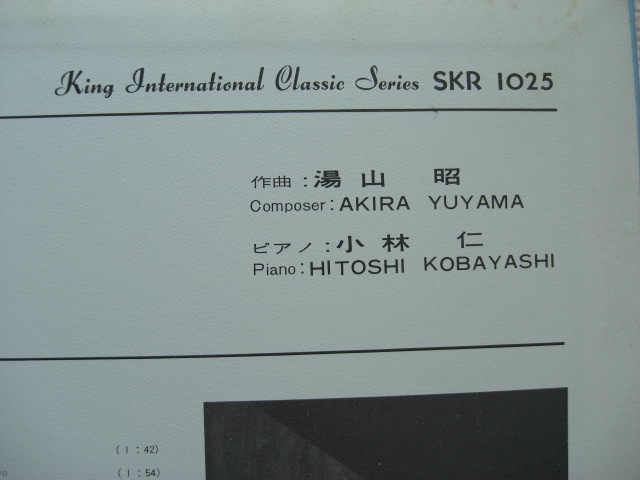 King International Classic Series SKR 1025
作曲：湯山 昭
Composer: AKIRA YUYAMA
ピアノ：小林 仁
Piano: HITOSHI KOBAYASHI
(1:42)
(1:54)